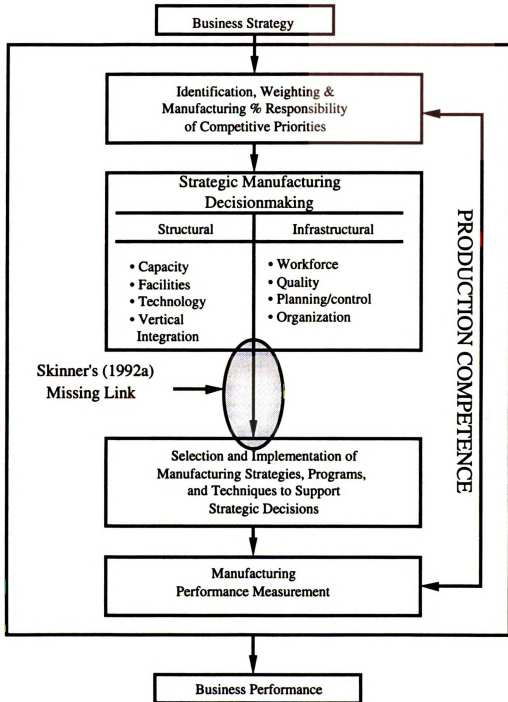 Business Strategy
Identification, Weighting &
Manufacturing % Responsibility
of Competitive Priorities
Strategic Manufacturing
Decisionmaking
Structural
Infrastructural
• Capacity
• Facilities
• Technology
• Vertical
Integration
• Workforce
• Quality
• Planning/control
• Organization
PRODUCTION COMPETENCE
Skinner's (1992a)
Missing Link
Selection and Implementation of
Manufacturing Strategies, Programs,
and Techniques to Support
Strategic Decisions
Manufacturing
Performance Measurement
Business Performance